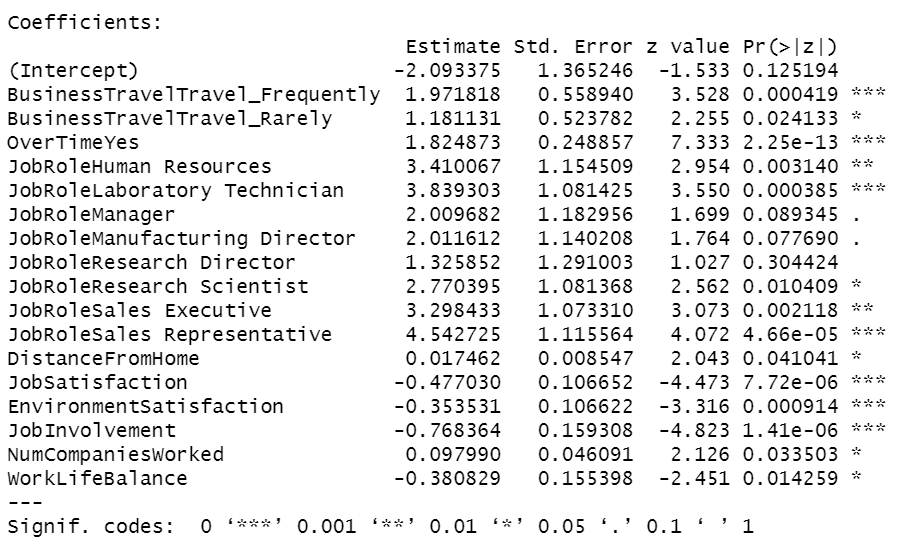 Coefficients:
Estimate Std. Error z value Pr(>|z|)
(Intercept) -2.093375 1.365246 -1.533 0.125194
BusinessTravelTravel_Frequently 1.971818 0.558940 3.528 0.000419 ***
BusinessTravelTravel_Rarely 1.181131 0.523782 2.255 0.024133 *
OverTimeYes 1.824873 0.248857 7.333 2.25e-13 ***
JobRoleHuman Resources 3.410067 1.154509 2.954 0.003140 **
JobRoleLaboratory Technician 3.839303 1.081425 3.550 0.000385 ***
JobRoleManager 2.009682 1.182956 1.699 0.089345 .
JobRoleManufacturing Director 2.011612 1.140208 1.764 0.077690 .
JobRoleResearch Director 1.325852 1.291003 1.027 0.304424
JobRoleResearch Scientist 2.770395 1.081368 2.562 0.010409 *
JobRoleSales Executive 3.298433 1.073310 3.073 0.002118 **
JobRoleSales Representative 4.542725 1.115564 4.072 4.66e-05 ***
DistanceFromHome 0.017462 0.008547 2.043 0.041041 *
JobSatisfaction -0.477030 0.106652 -4.473 7.72e-06 ***
EnvironmentSatisfaction -0.353531 0.106622 -3.316 0.000914 ***
JobInvolvement -0.768364 0.159308 -4.823 1.41e-06 ***
NumCompaniesWorked 0.097990 0.046091 2.126 0.033503 *
WorkLifeBalance -0.380829 0.155398 -2.451 0.014259 *
---
Signif. codes: 0 ‘***’ 0.001 ‘**’ 0.01 ‘*’ 0.05 ‘.’ 0.1 ‘ ’ 1